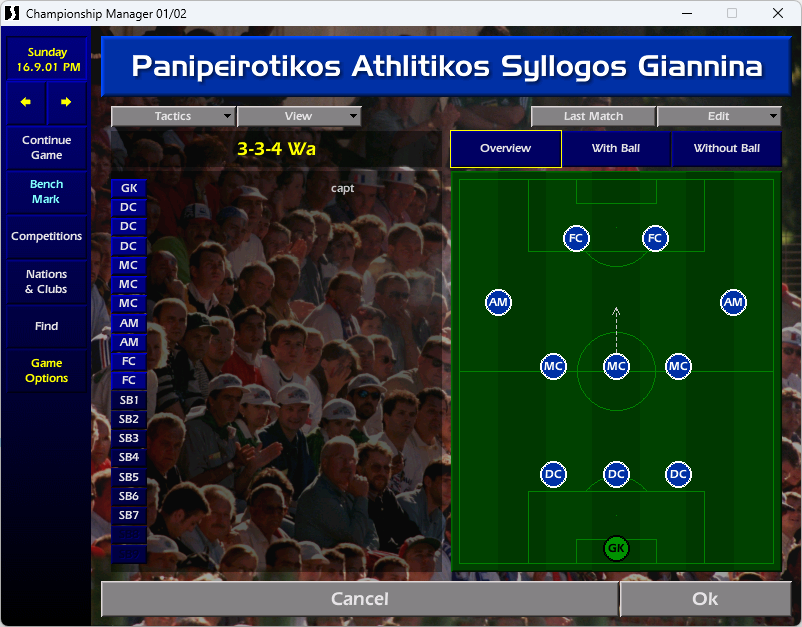 Championship Manager 01/02
Sunday
16.9.01 PM
Continue
Game
Bench
Mark
Competitions
Nations
& Clubs
Find
Game
Options
Panipeirotikos Athlitikos Syllogos Giannina
Tactics
View
Last Match
Edit
3-3-4 Wa
Overview
With Ball
Without Ball
GK capt
DC
DC
DC
MC
MC
MC
AM
AM
FC
FC
SB1
SB2
SB3
SB4
SB5
SB6
SB7
FC FC
AM AM
MC MC MC
DC DC DC
GK
Cancel
Ok